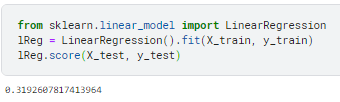 from sklearn.linear_model import LinearRegression
lReg = LinearRegression().fit(X_train, y_train)
lReg.score(X_test, y_test)
0.3192607817413964